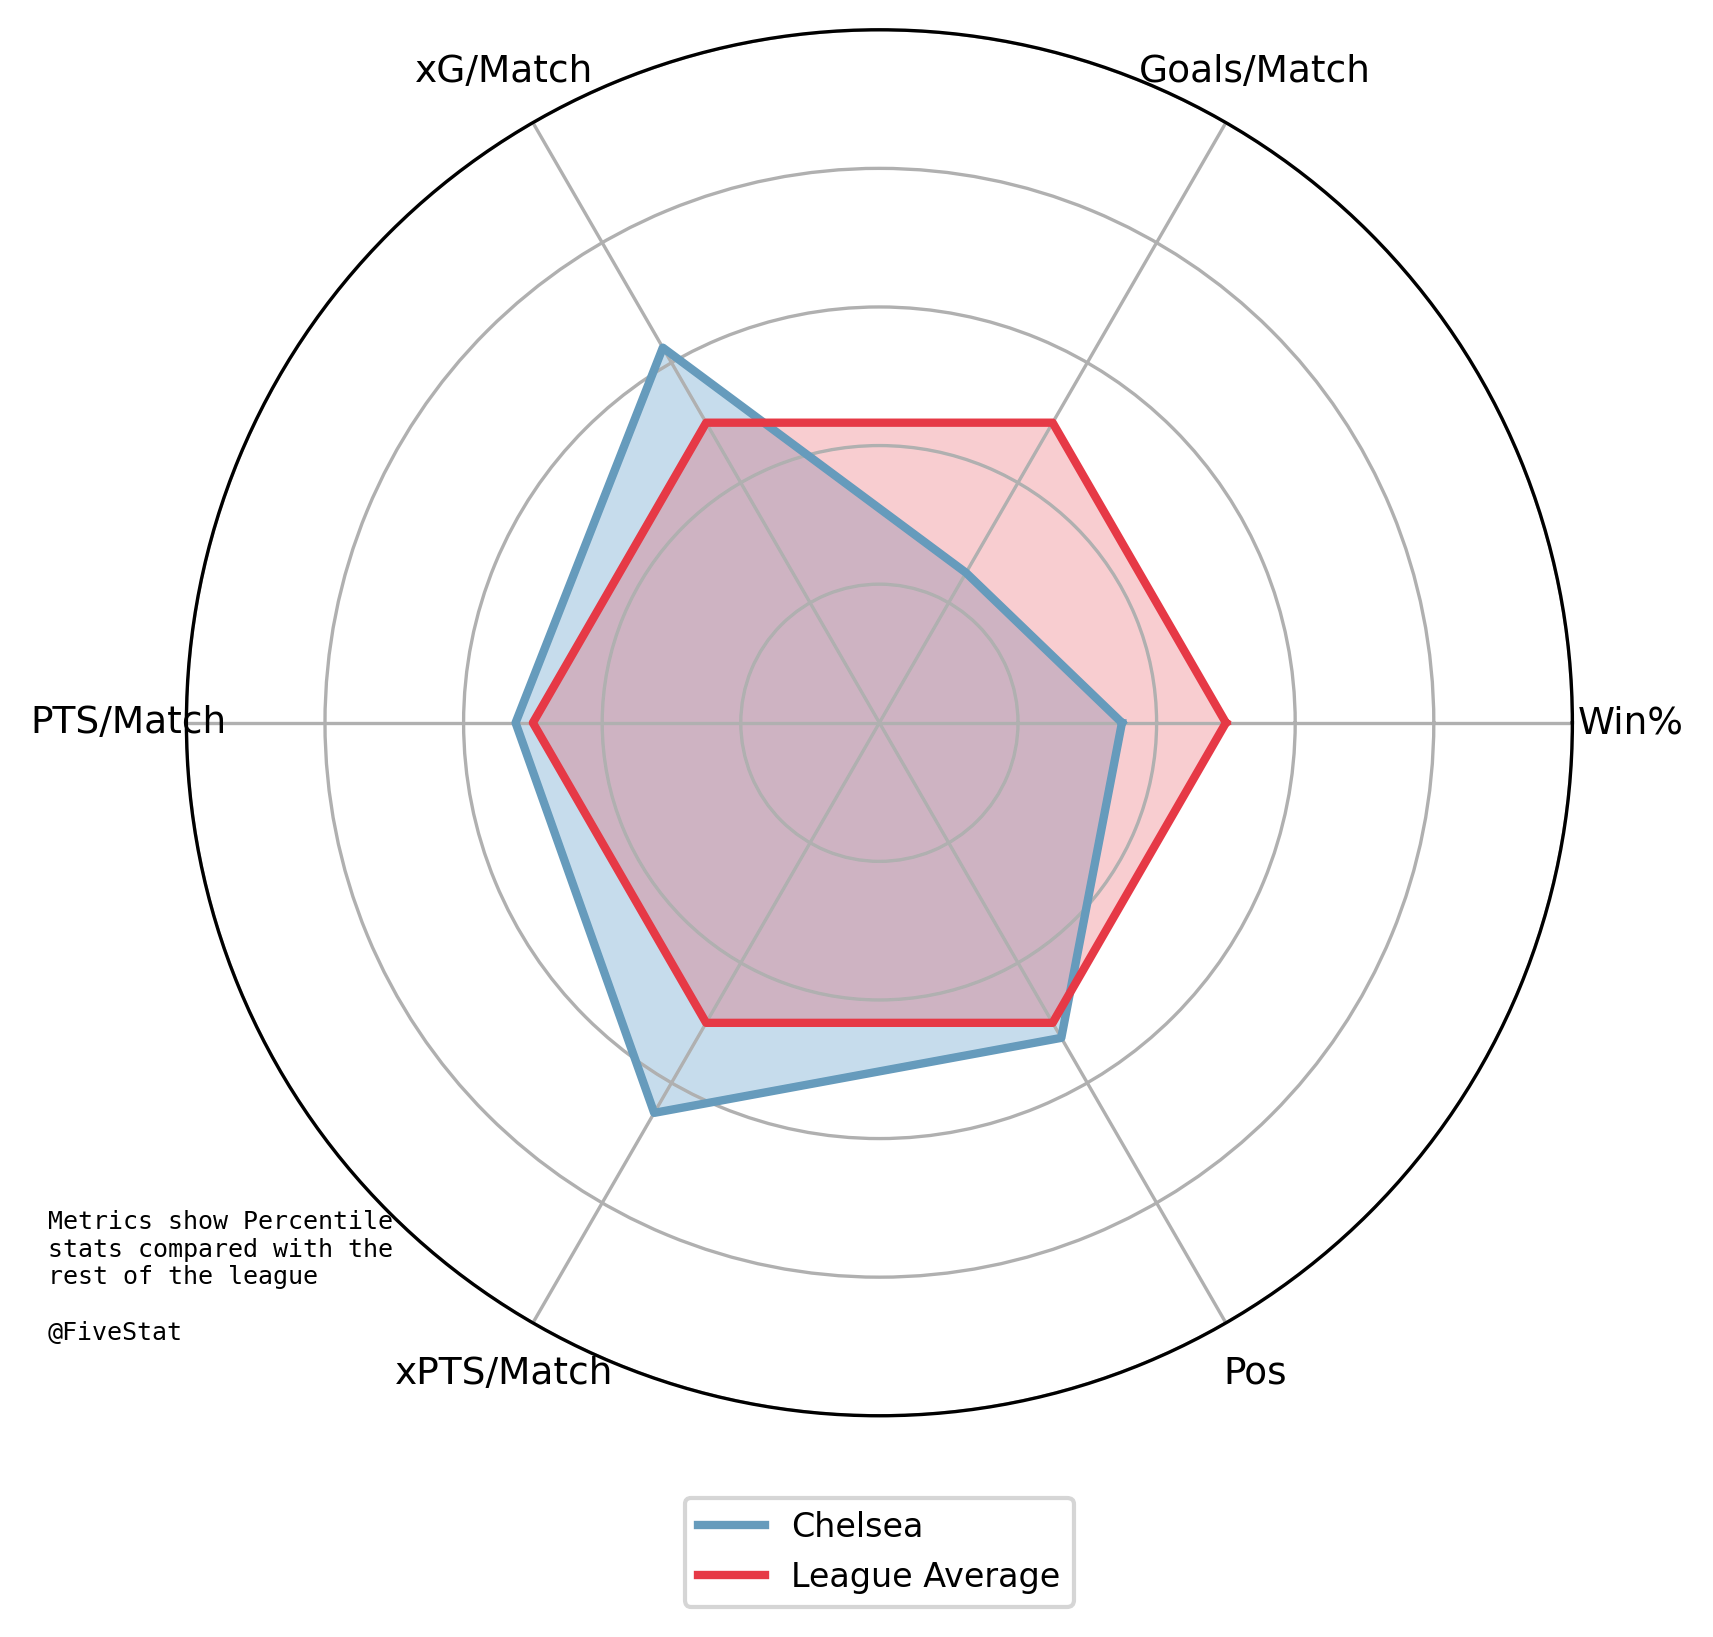 xG/Match
Goals/Match
PTS/Match
Win%
Metrics show Percentile
stats compared with the
rest of the league
@FiveStat
xPTS/Match
Pos
Chelsea
League Average